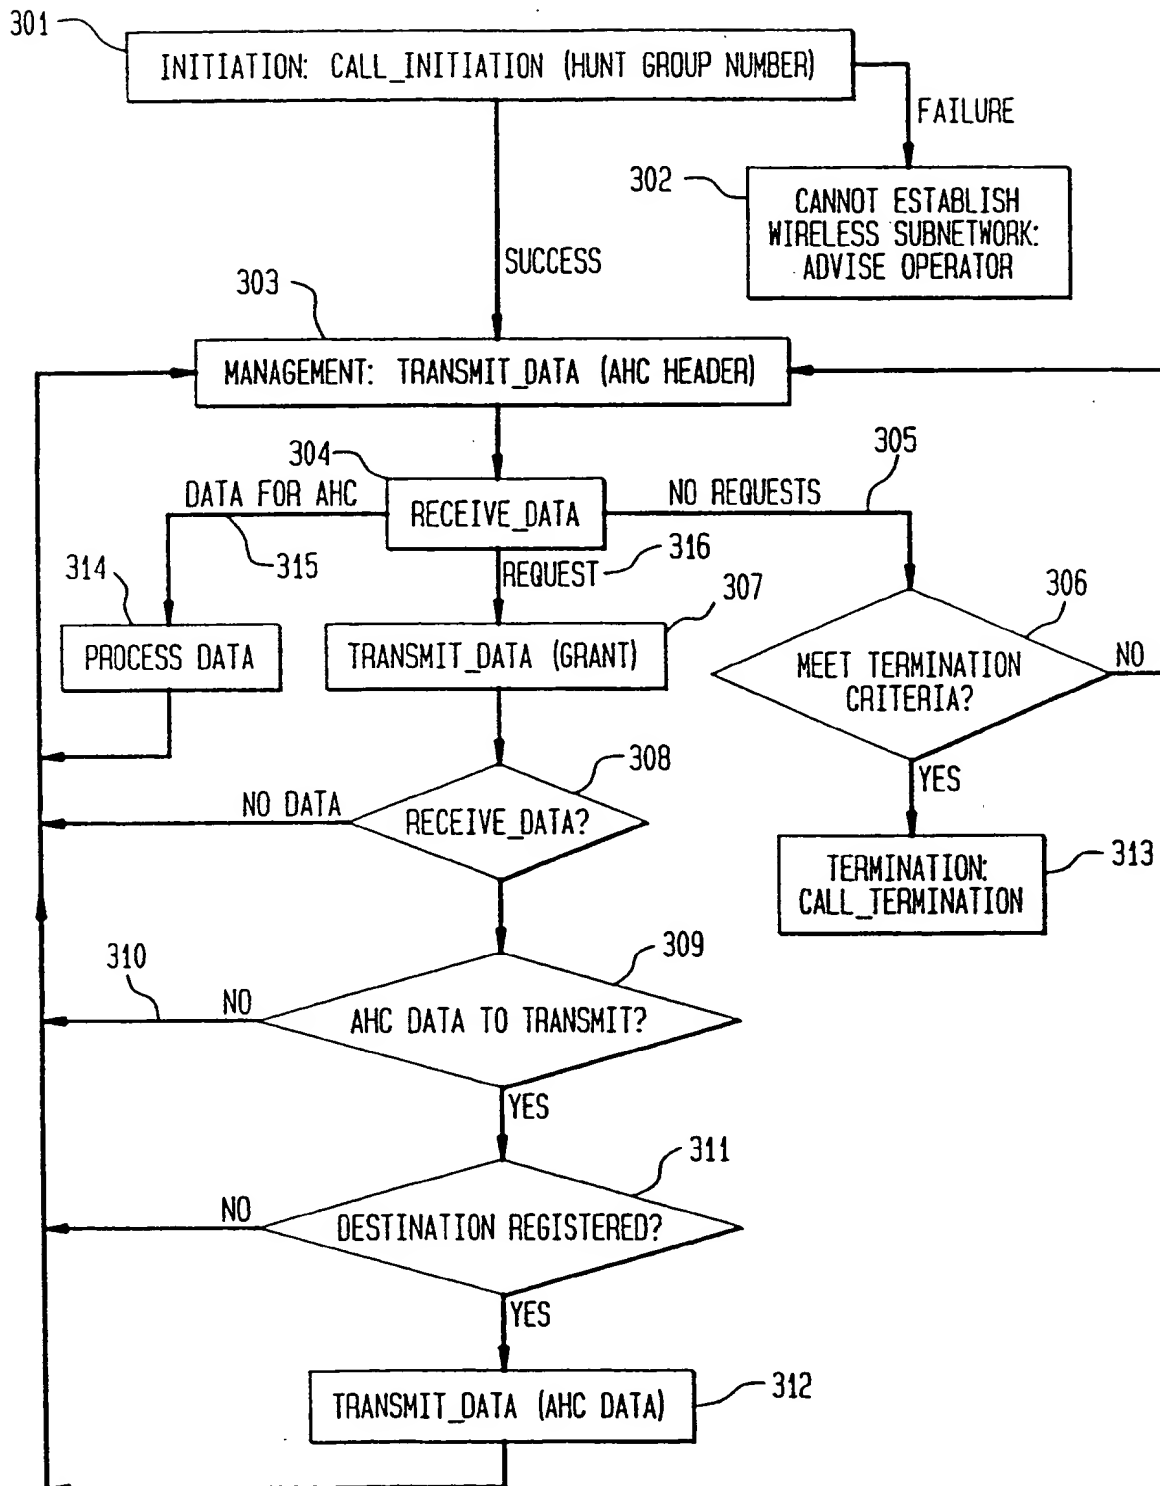 301
INITIATION: CALL_INITIATION (HUNT GROUP NUMBER)
FAILURE
302
CANNOT ESTABLISH
WIRELESS SUBNETWORK:
ADVISE OPERATOR
SUCCESS
303
MANAGEMENT: TRANSMIT_DATA (AHC HEADER)
304
305
DATA FOR AHC
RECEIVE_DATA
NO REQUESTS
315
REQUEST
316
314
307
306
PROCESS DATA
TRANSMIT_DATA (GRANT)
MEET TERMINATION
CRITERIA?
NO
308
YES
NO DATA
RECEIVE_DATA?
TERMINATION:
CALL_TERMINATION
313
309
310
NO
AHC DATA TO TRANSMIT?
YES
311
NO
DESTINATION REGISTERED?
YES
312
TRANSMIT_DATA (AHC DATA)